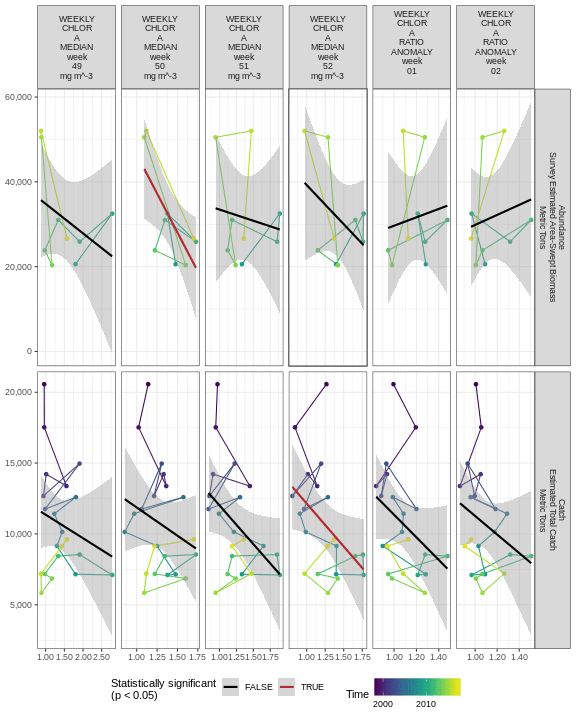 WEEKLY
CHLOR
A
MEDIAN
week
49
mg m^-3
WEEKLY
CHLOR
A
MEDIAN
week
50
mg m^-3
WEEKLY
CHLOR
A
MEDIAN
week
51
mg m^-3
WEEKLY
CHLOR
A
MEDIAN
week
52
mg m^-3
WEEKLY
CHLOR
A
RATIO
ANOMALY
week
01
WEEKLY
CHLOR
A
RATIO
ANOMALY
week
02
60,000
40,000
20,000
0
Abundance
Survey Estimated Area-Swept Biomass
Metric Tons
20,000
15,000
10,000
5,000
Catch
Estimated Total Catch
Metric Tons
1.00 1.50 2.00 2.50
1.00 1.25 1.50 1.75
1.00 1.25 1.50 1.75
1.00 1.25 1.50 1.75
1.00 1.20 1.40
1.00 1.20 1.40
Statistically significant
(p < 0.05)
FALSE
TRUE
Time
2000 2010